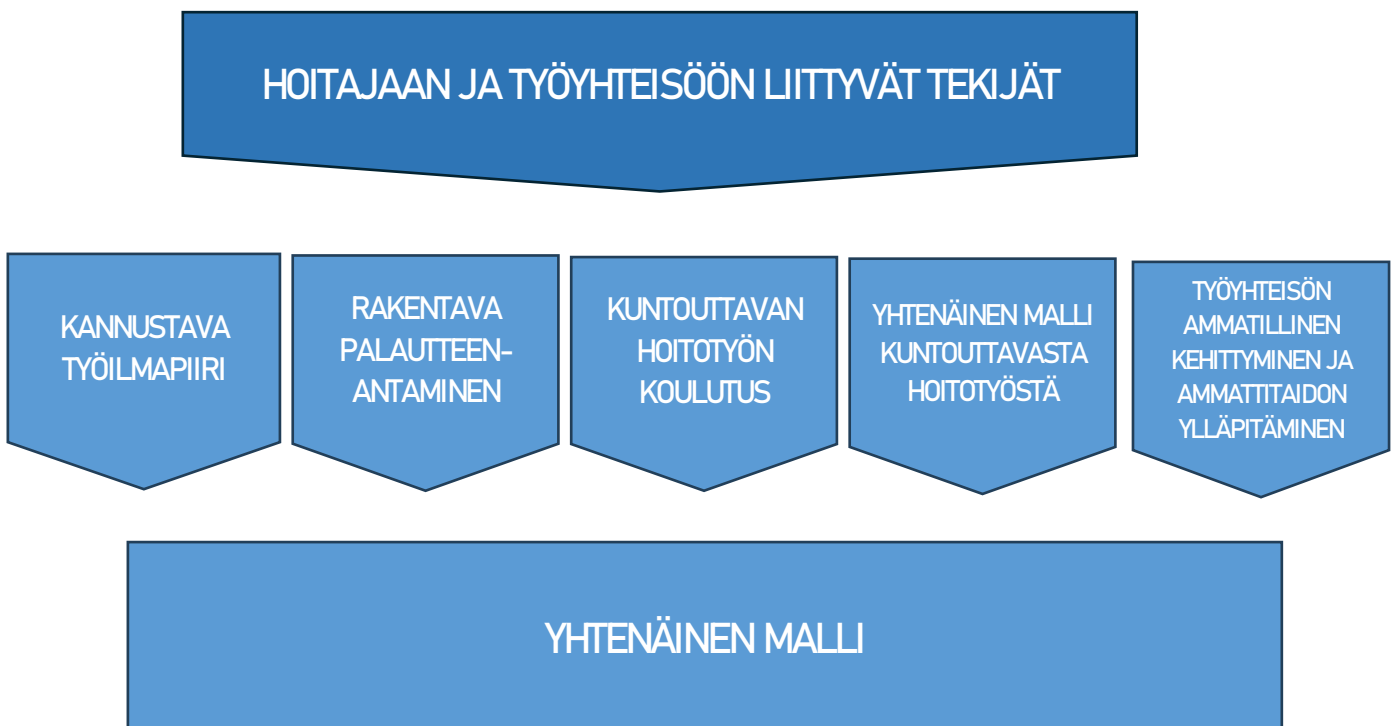 HOITAJAAN JA TYÖYHTEISÖÖN LIITTYVÄT TEKIJÄT
KANNUSTAVA
TYÖILMAPIIRI
RAKENTAVA
PALAUTTEEN-
ANTAMINEN
KUNTOUTTAVAN
HOITOTYÖN
KOULUTUS
YHTENÄINEN MALLI
KUNTOUTTAVASTA
HOITOTYÖSTÄ
TYÖYHTEISÖN
AMMATILLINEN
KEHITTYMINEN JA
AMMATTITAIDON
YLLÄPITÄMINEN
YHTENÄINEN MALLI